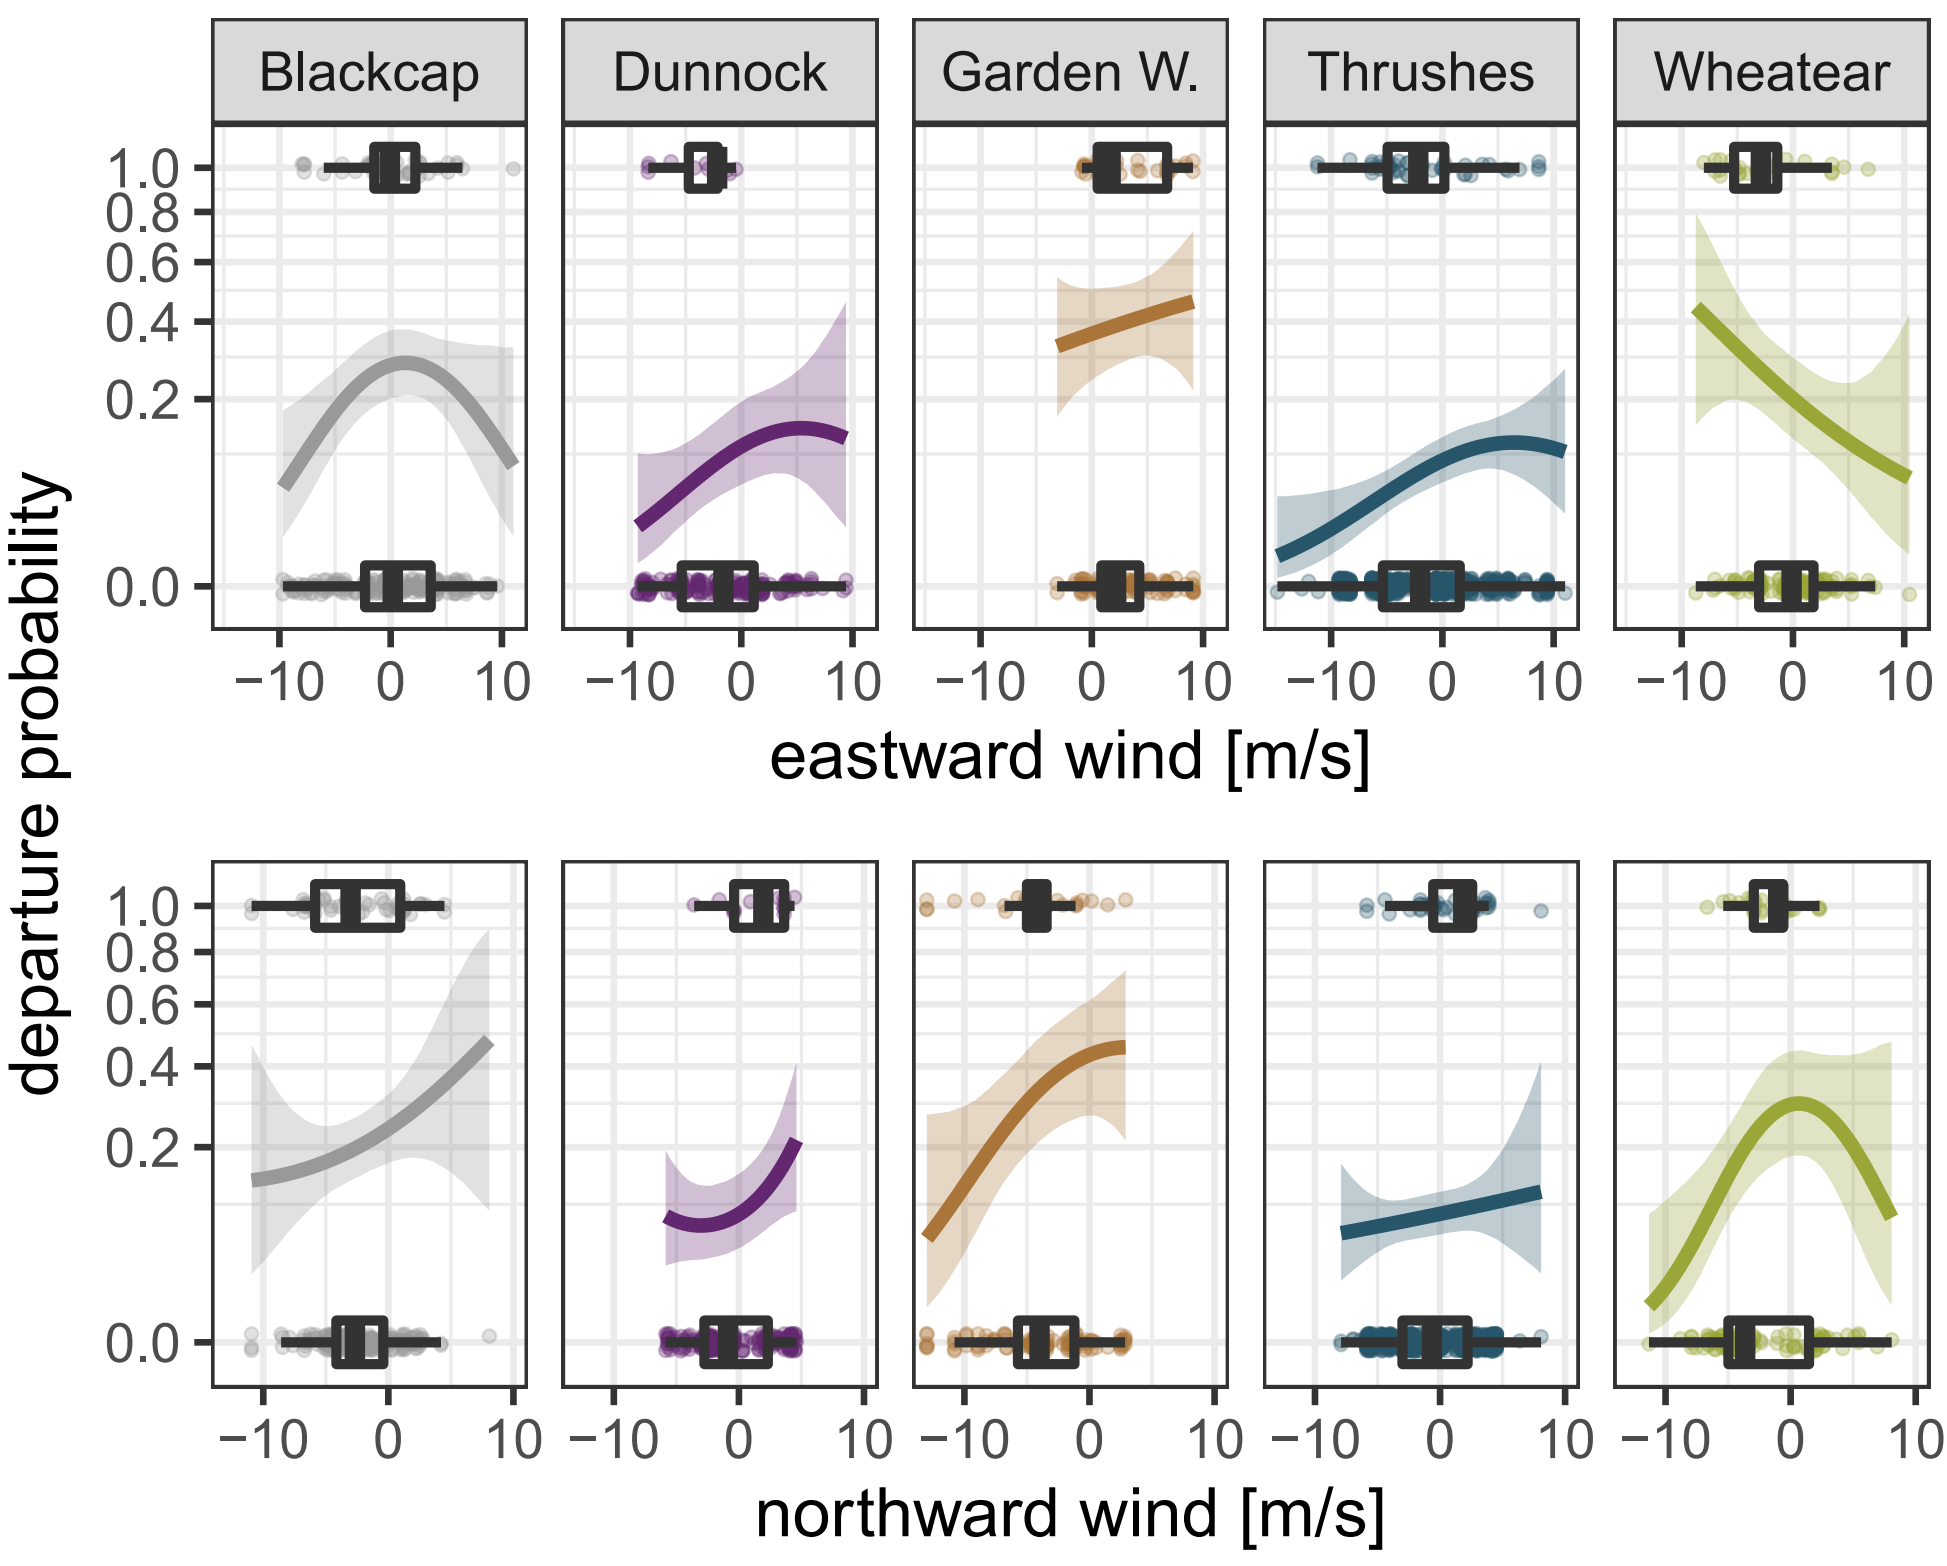 Blackcap Dunnock Garden W. Thrushes Wheatear
1.0
0.8
0.6
0.4
0.2
0.0
−10 0 10 −10 0 10 −10 0 10 −10 0 10 −10 0 10
eastward wind [m/s]
departure probability
1.0
0.8
0.6
0.4
0.2
0.0
−10 0 10 −10 0 10 −10 0 10 −10 0 10 −10 0 10
northward wind [m/s]